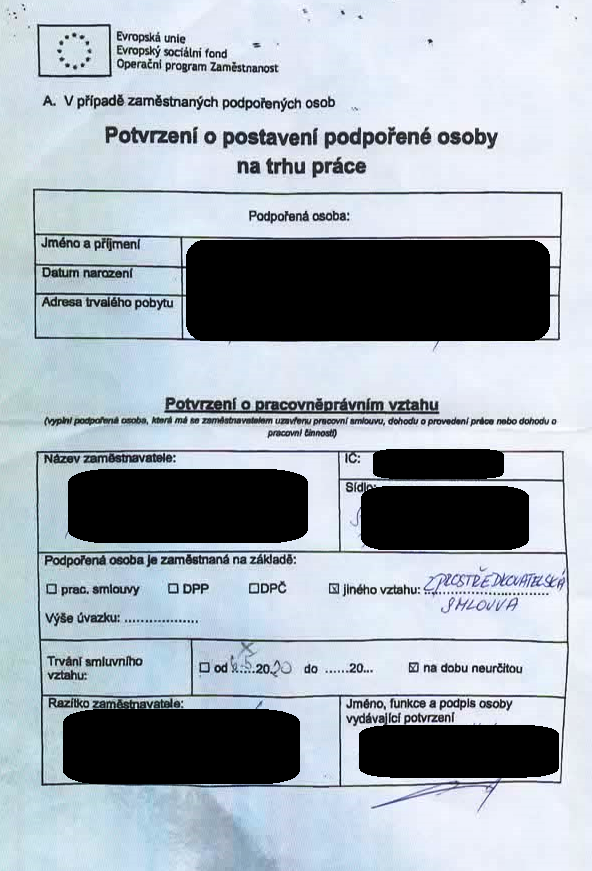 Evropská unie
Evropský sociální fond
Operační program Zaměstnanost
A. V případě zaměstnaných podpořených osob
Potvrzení o postavení podpořené osoby
na trhu práce
Podpořená osoba:
Jméno a příjmení
Datum narození
Adresa trvalého pobytu
Potvrzení o pracovněprávním vztahu
(vyplní podpořená osoba, která má se zaměstnavatelem uzavřenu pracovní smlouvu, dohodu o provedení práce nebo dohodu o
pracovní činnosti)
Název zaměstnavatele:
IČ:
Sídlo:
Podpořená osoba je zaměstnaná na základě:
☐ prac. smlouvy ☐ DPP ☐ DPČ ☒ jiného vztahu: ZPROSTŘEDKOVATELSKÁ
SMLOUVA
Výše úvazku: ..................
Trvání smluvního
vztahu:
☐ od 6.5.2020 do ......20... ☒ na dobu neurčitou
Razítko zaměstnavatele:
Jméno, funkce a podpis osoby
vydávající potvrzení